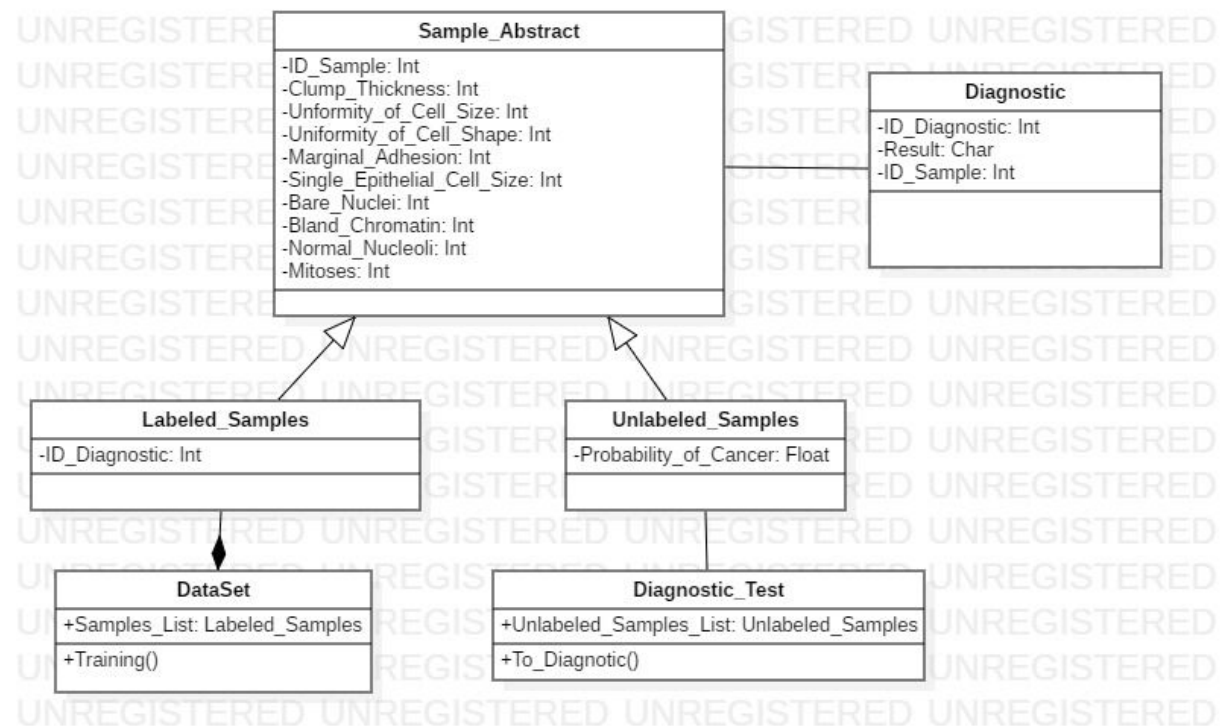 Sample_Abstract
-ID_Sample: Int
-Clump_Thickness: Int
-Unformity_of_Cell_Size: Int
-Uniformity_of_Cell_Shape: Int
-Marginal_Adhesion: Int
-Single_Epithelial_Cell_Size: Int
-Bare_Nuclei: Int
-Bland_Chromatin: Int
-Normal_Nucleoli: Int
-Mitoses: Int
Diagnostic
-ID_Diagnostic: Int
-Result: Char
-ID_Sample: Int
Labeled_Samples
-ID_Diagnostic: Int
Unlabeled_Samples
-Probability_of_Cancer: Float
DataSet
+Samples_List: Labeled_Samples
+Training()
Diagnostic_Test
+Unlabeled_Samples_List: Unlabeled_Samples
+To_Diagnotic()
UNREGISTERED UNREGISTERED